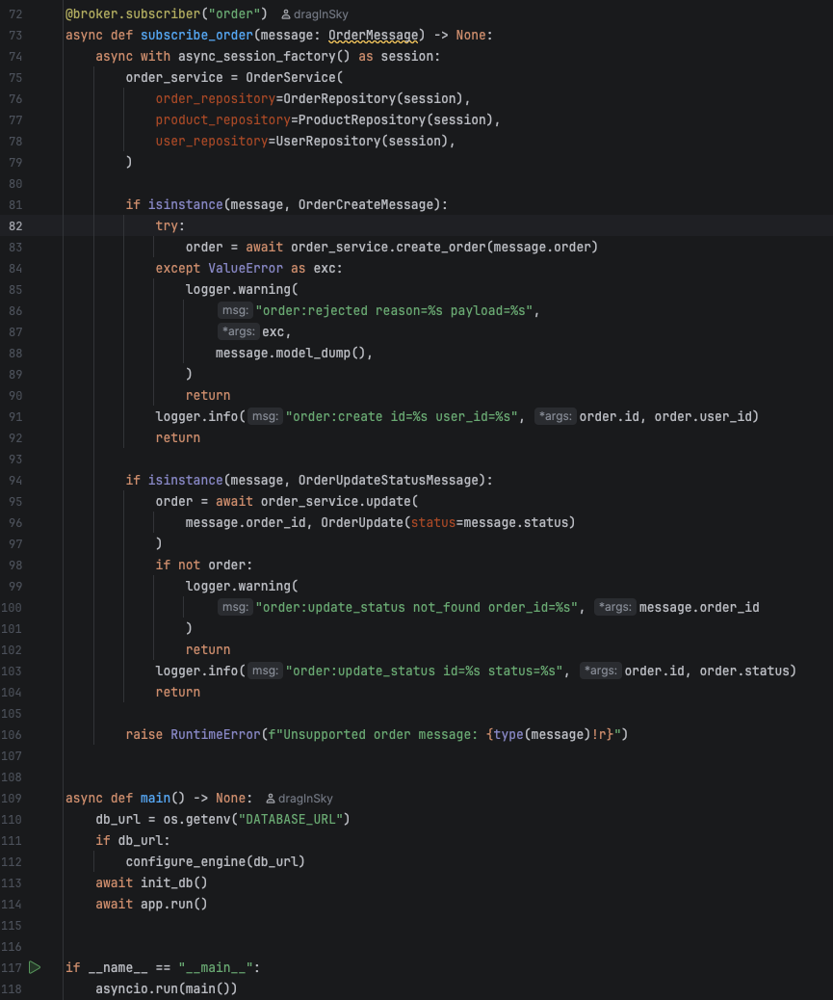 72 @broker.subscriber("order") dragInSky
73 async def subscribe_order(message: OrderMessage) -> None:
74     async with async_session_factory() as session:
75         order_service = OrderService(
76             order_repository=OrderRepository(session),
77             product_repository=ProductRepository(session),
78             user_repository=UserRepository(session),
79         )
80
81         if isinstance(message, OrderCreateMessage):
82             try:
83                 order = await order_service.create_order(message.order)
84             except ValueError as exc:
85                 logger.warning(
86                     msg: "order:rejected reason=%s payload=%s",
87                     *args: exc,
88                     message.model_dump(),
89                 )
90                 return
91             logger.info( msg: "order:create id=%s user_id=%s", *args: order.id, order.user_id)
92             return
93
94         if isinstance(message, OrderUpdateStatusMessage):
95             order = await order_service.update(
96                 message.order_id, OrderUpdate(status=message.status)
97             )
98             if not order:
99                 logger.warning(
100                     msg: "order:update_status not_found order_id=%s", *args: message.order_id
101                 )
102                 return
103             logger.info( msg: "order:update_status id=%s status=%s", *args: order.id, order.status)
104             return
105
106         raise RuntimeError(f"Unsupported order message: {type(message)!r}")
107
108
109 async def main() -> None: dragInSky
110     db_url = os.getenv("DATABASE_URL")
111     if db_url:
112         configure_engine(db_url)
113     await init_db()
114     await app.run()
115
116
117 if __name__ == "__main__":
118     asyncio.run(main())